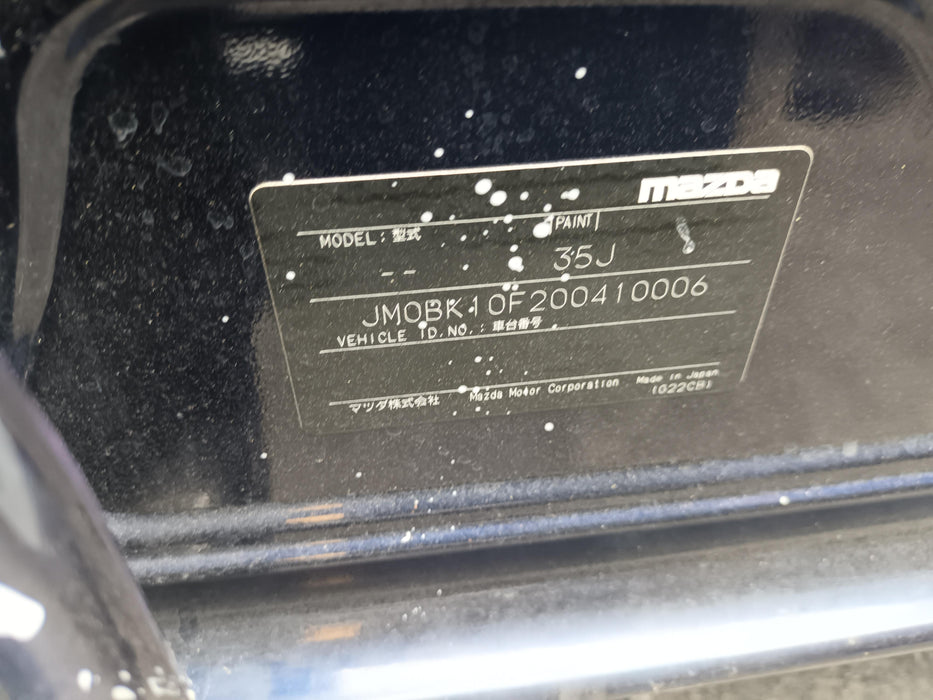 mazda
MODEL: 型式 PAINT
-- 35J
JM0BK10F200410006
VEHICLE ID.NO.: 車台番号
マツダ株式会社 Mazda Motor Corporation Made in Japan
(G22CB)